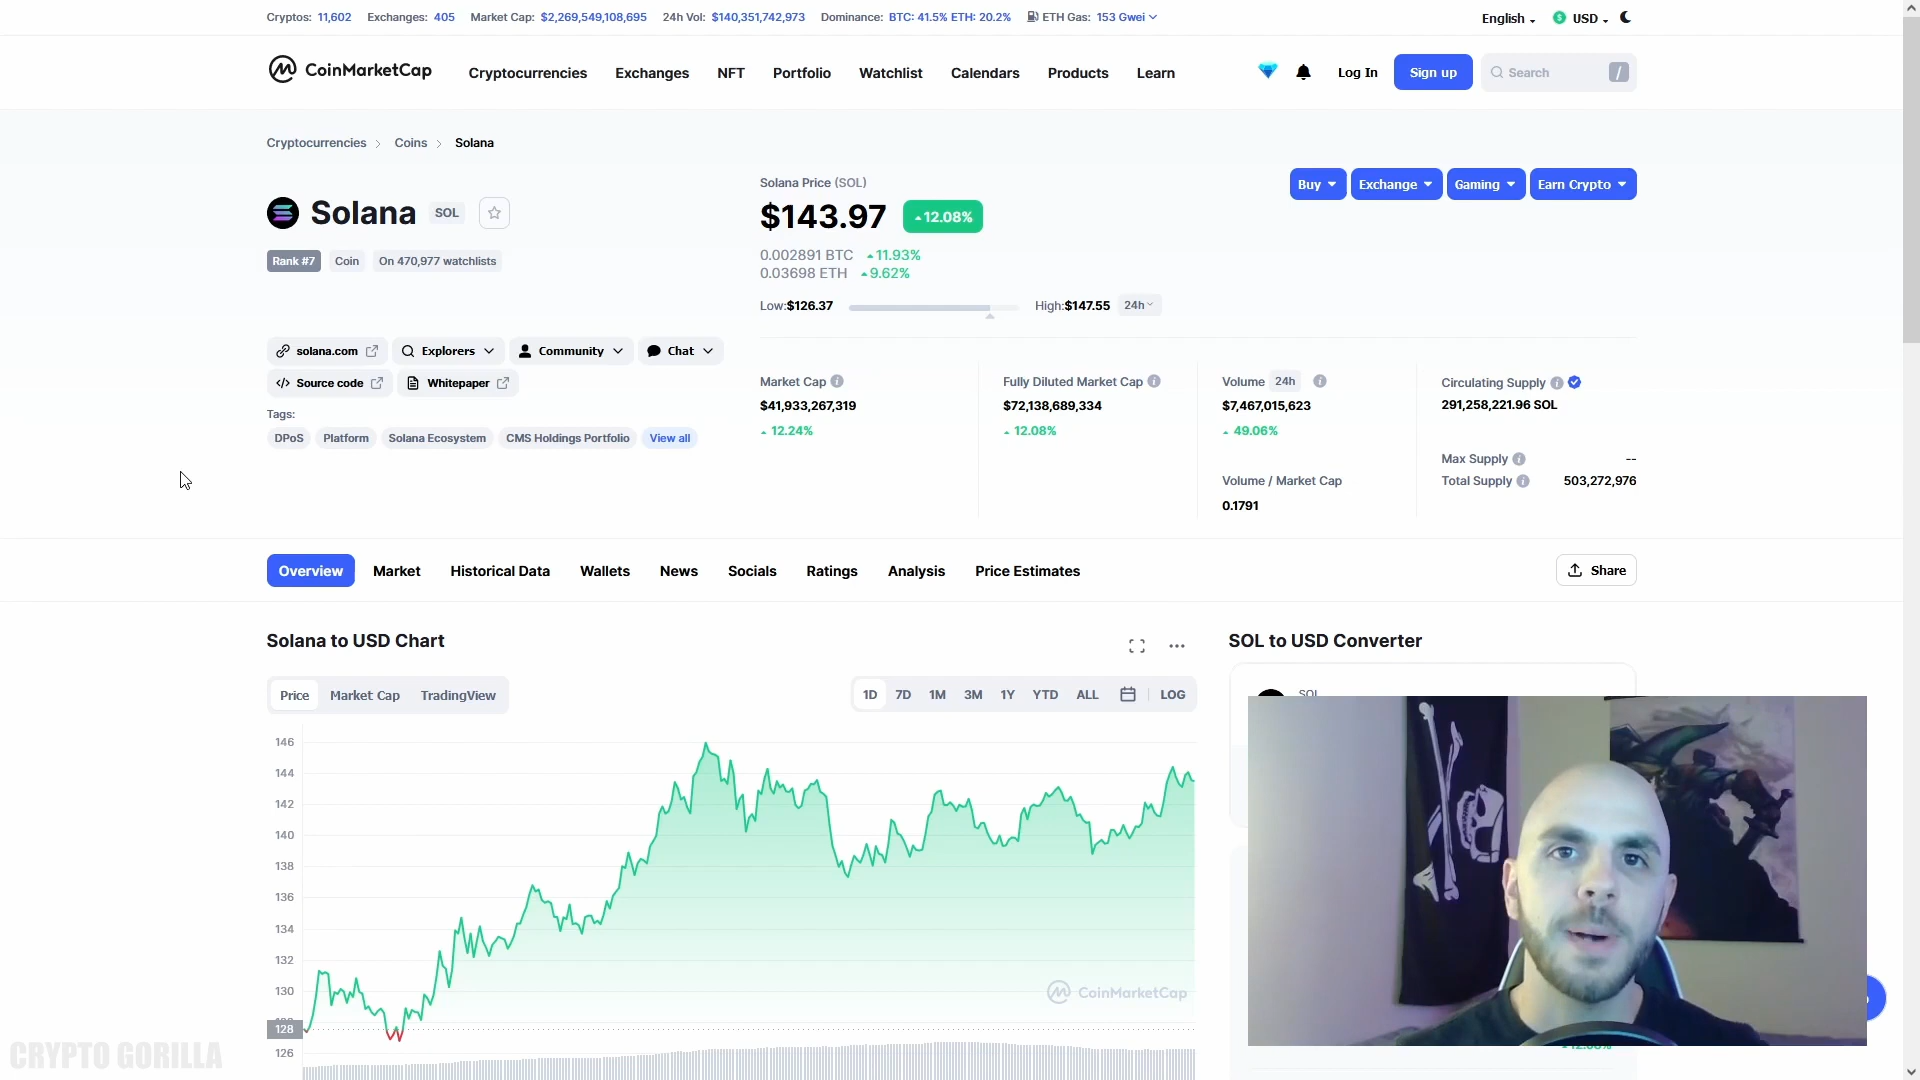 Cryptos: 11,602 Exchanges: 405 Market Cap: $2,269,549,108,695 24h Vol: $140,351,742,973 Dominance: BTC: 41.5% ETH: 20.2% ETH Gas: 153 Gwei
English USD
CoinMarketCap Cryptocurrencies Exchanges NFT Portfolio Watchlist Calendars Products Learn Log In Sign up Search /
Cryptocurrencies > Coins > Solana
Solana Price (SOL)
Buy Exchange Gaming Earn Crypto
Solana SOL
$143.97 12.08%
0.002891 BTC 11.93%
Rank #7 Coin On 470,977 watchlists
0.03698 ETH 9.62%
Low:$126.37 High:$147.55 24h
solana.com Explorers Community Chat
Source code Whitepaper
Tags:
DPoS Platform Solana Ecosystem CMS Holdings Portfolio View all
Market Cap
$41,933,267,319
12.24%
Fully Diluted Market Cap
$72,138,689,334
12.08%
Volume 24h
$7,467,015,623
49.06%
Volume / Market Cap
0.1791
Circulating Supply
291,258,221.96 SOL
Max Supply --
Total Supply 503,272,976
Overview Market Historical Data Wallets News Socials Ratings Analysis Price Estimates Share
Solana to USD Chart
SOL to USD Converter
Price Market Cap TradingView
1D 7D 1M 3M 1Y YTD ALL LOG
SOL
146
144
142
140
138
136
134
132
130
128
126
CoinMarketCap
CRYPTO GORILLA